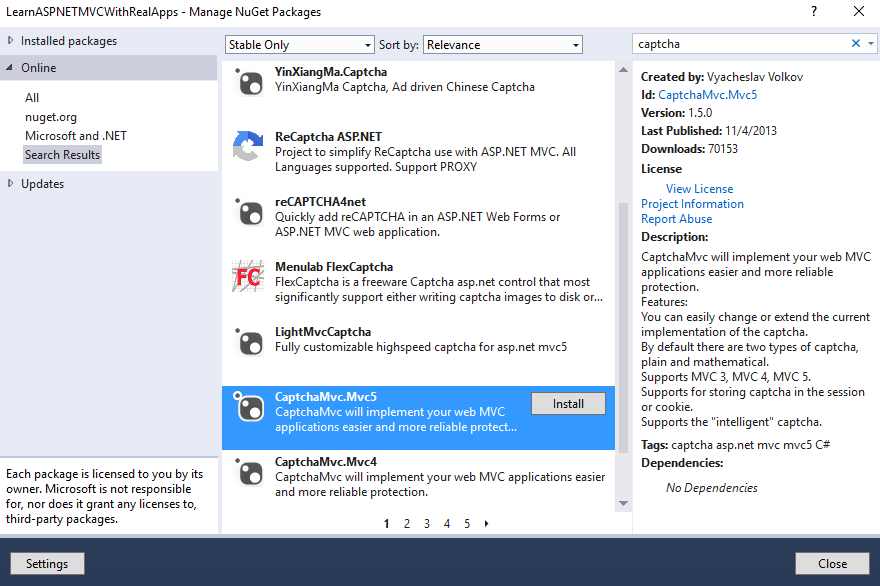 LearnASPNETMVCWithRealApps - Manage NuGet Packages
?
Installed packages
Online
All
nuget.org
Microsoft and .NET
Search Results
Updates
Each package is licensed to you by its
owner. Microsoft is not responsible
for, nor does it grant any licenses to,
third-party packages.
Stable Only
Sort by:
Relevance
YinXiangMa.Captcha
YinXiangMa Captcha, Ad driven Chinese Captcha
ReCaptcha ASP.NET
Project to simplify ReCaptcha use with ASP.NET MVC. All
Languages supported. Support PROXY
reCAPTCHA4net
Quickly add reCAPTCHA in an ASP.NET Web Forms or
ASP.NET MVC web application.
FC
Menulab FlexCaptcha
FlexCaptcha is a freeware Captcha asp.net control that most
significantly support either writing captcha images to disk or...
LightMvcCaptcha
Fully customizable highspeed captcha for asp.net mvc5
CaptchaMvc.Mvc5
CaptchaMvc will implement your web MVC
applications easier and more reliable protect...
Install
CaptchaMvc.Mvc4
CaptchaMvc will implement your web MVC applications easier
and more reliable protection.
1 2 3 4 5
captcha
Created by: Vyacheslav Volkov
Id: CaptchaMvc.Mvc5
Version: 1.5.0
Last Published: 11/4/2013
Downloads: 70153
License
View License
Project Information
Report Abuse
Description:
CaptchaMvc will implement your web MVC
applications easier and more reliable
protection.
Features:
You can easily change or extend the current
implementation of the captcha.
By default there are two types of captcha,
plain and mathematical.
Supports MVC 3, MVC 4, MVC 5.
Supports for storing captcha in the session
or cookie.
Supports the "intelligent" captcha.
Tags: captcha asp.net mvc mvc5 C#
Dependencies:
No Dependencies
Settings
Close